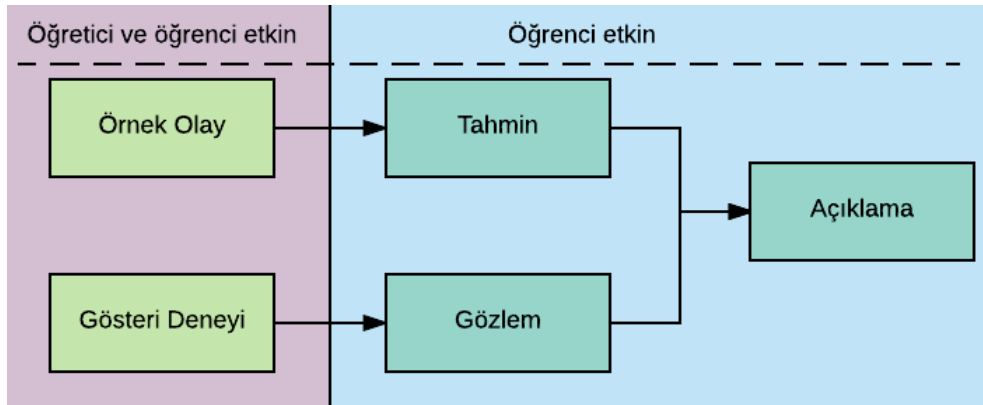 Öğretici ve öğrenci etkin
Öğrenci etkin
Örnek Olay
Tahmin
Açıklama
Gösteri Deneyi
Gözlem